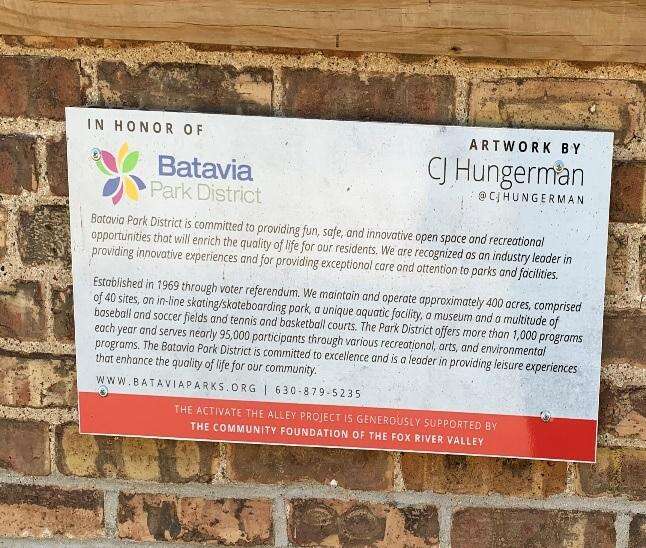 IN HONOR OF
Batavia
Park District
ARTWORK BY
CJ Hungerman
@CJHUNGERMAN
Batavia Park District is committed to providing fun, safe, and innovative open space and recreational
opportunities that will enrich the quality of life for our residents. We are recognized as an industry leader in
providing innovative experiences and for providing exceptional care and attention to parks and facilities.
Established in 1969 through voter referendum. We maintain and operate approximately 400 acres, comprised
of 40 sites, an in-line skating/skateboarding park, a unique aquatic facility, a museum and a multitude of
baseball and soccer fields and tennis and basketball courts. The Park District offers more than 1,000 programs
each year and serves nearly 95,000 participants through various recreational, arts, and environmental
programs. The Batavia Park District is committed to excellence and is a leader in providing leisure experiences
that enhance the quality of life for our community.
WWW.BATAVIAPARKS.ORG | 630-879-5235
THE ACTIVATE THE ALLEY PROJECT IS GENEROUSLY SUPPORTED BY
THE COMMUNITY FOUNDATION OF THE FOX RIVER VALLEY